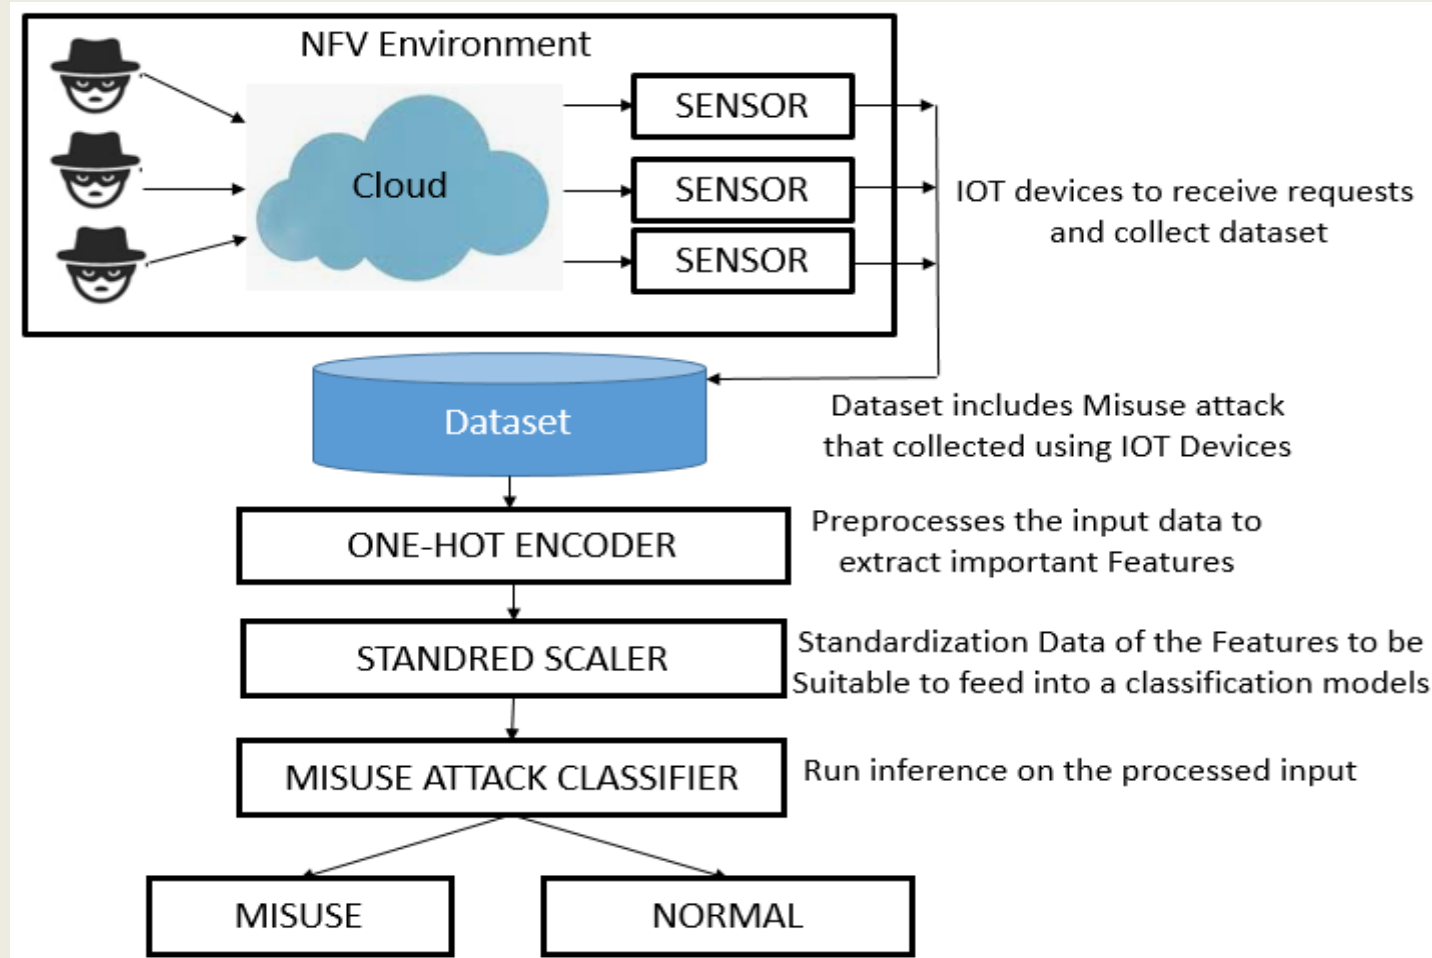 NFV Environment
Cloud
SENSOR
SENSOR
SENSOR
IOT devices to receive requests
and collect dataset
Dataset
Dataset includes Misuse attack
that collected using IOT Devices
ONE-HOT ENCODER
Preprocesses the input data to
extract important Features
STANDRED SCALER
Standardization Data of the Features to be
Suitable to feed into a classification models
MISUSE ATTACK CLASSIFIER
Run inference on the processed input
MISUSE
NORMAL